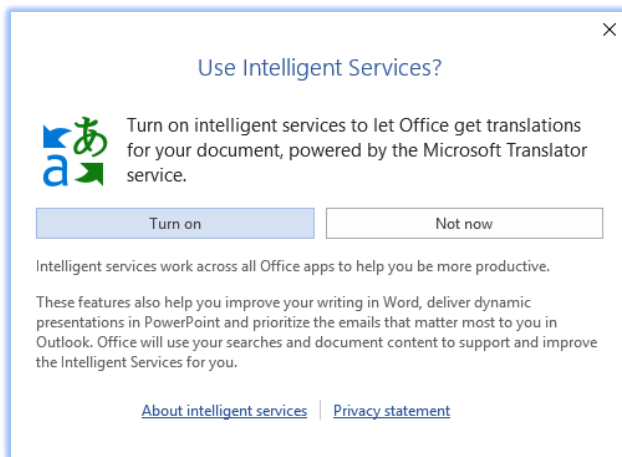 Use Intelligent Services?
あ
a
Turn on intelligent services to let Office get translations
for your document, powered by the Microsoft Translator
service.
Turn on
Not now
Intelligent services work across all Office apps to help you be more productive.
These features also help you improve your writing in Word, deliver dynamic
presentations in PowerPoint and prioritize the emails that matter most to you in
Outlook. Office will use your searches and document content to support and improve
the Intelligent Services for you.
About intelligent services
Privacy statement